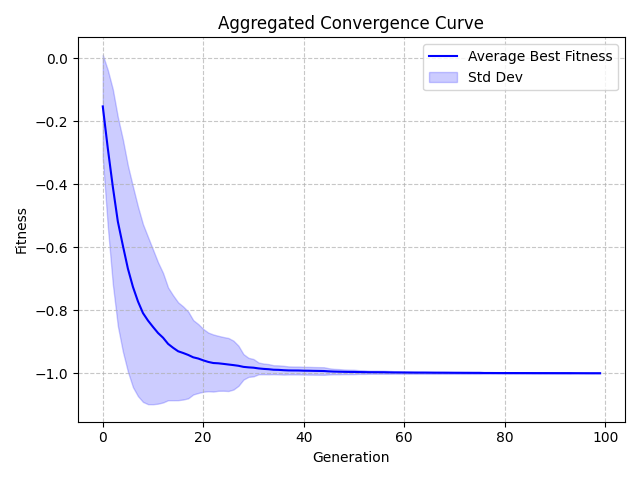 Aggregated Convergence Curve
Average Best Fitness
Std Dev
Fitness
0.0
−0.2
−0.4
−0.6
−0.8
−1.0
0 20 40 60 80 100
Generation